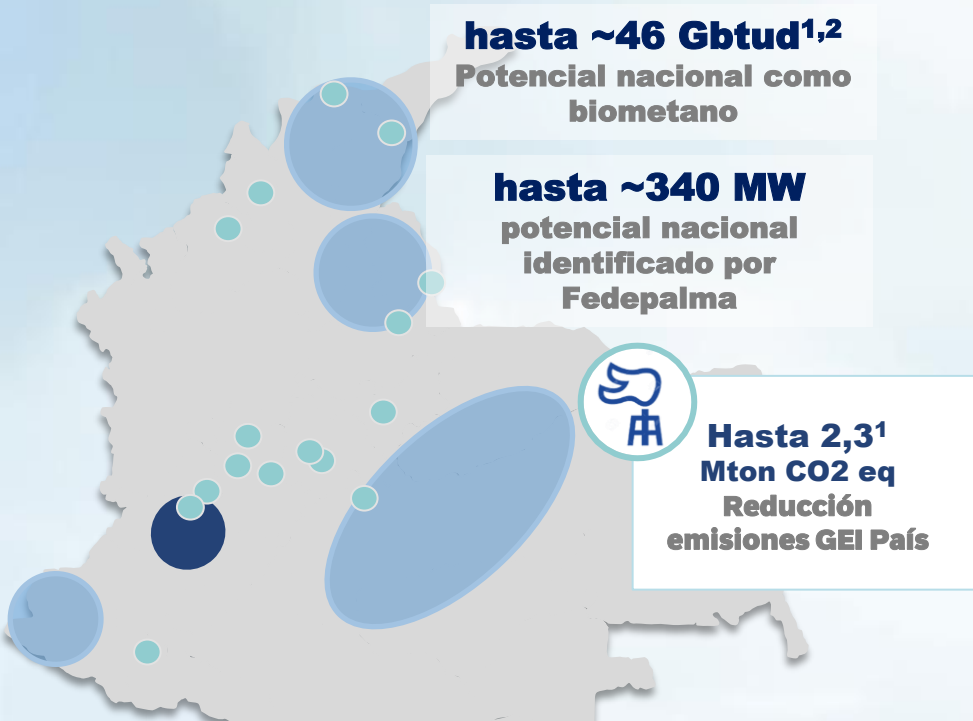 hasta ~46 Gbtud¹,²
Potencial nacional como
biometano
hasta ~340 MW
potencial nacional
identificado por
Fedepalma
Hasta 2,3¹
Mton CO2 eq
Reducción
emisiones GEI País